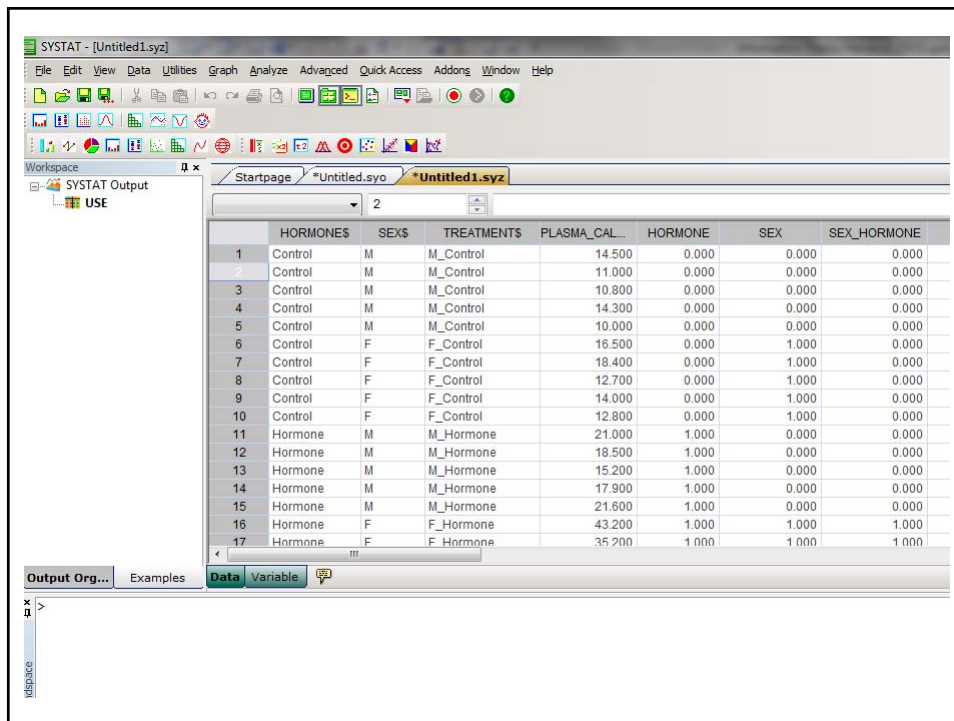 SYSTAT - [Untitled1.syz]
File Edit View Data Utilities Graph Analyze Advanced Quick Access Addons Window Help
Workspace
SYSTAT Output
USE
Startpage *Untitled.syo *Untitled1.syz
2
HORMONE$ SEX$ TREATMENT$ PLASMA_CAL... HORMONE SEX SEX_HORMONE
1 Control M M_Control 14.500 0.000 0.000 0.000
2 Control M M_Control 11.000 0.000 0.000 0.000
3 Control M M_Control 10.800 0.000 0.000 0.000
4 Control M M_Control 14.300 0.000 0.000 0.000
5 Control M M_Control 10.000 0.000 0.000 0.000
6 Control F F_Control 16.500 0.000 1.000 0.000
7 Control F F_Control 18.400 0.000 1.000 0.000
8 Control F F_Control 12.700 0.000 1.000 0.000
9 Control F F_Control 14.000 0.000 1.000 0.000
10 Control F F_Control 12.800 0.000 1.000 0.000
11 Hormone M M_Hormone 21.000 1.000 0.000 0.000
12 Hormone M M_Hormone 18.500 1.000 0.000 0.000
13 Hormone M M_Hormone 15.200 1.000 0.000 0.000
14 Hormone M M_Hormone 17.900 1.000 0.000 0.000
15 Hormone M M_Hormone 21.600 1.000 0.000 0.000
16 Hormone F F_Hormone 43.200 1.000 1.000 1.000
17 Hormone F F_Hormone 35.200 1.000 1.000 1.000
Output Org... Examples Data Variable
>